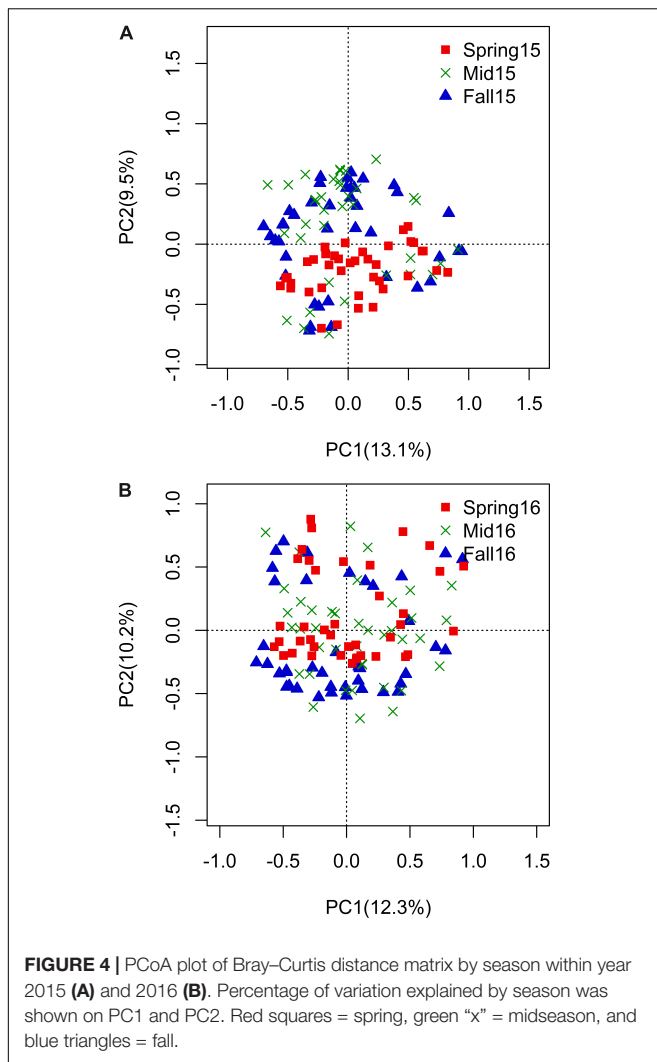 A
Spring15
Mid15
Fall15
1.5
1.0
0.5
0.0
-0.5
-1.0
PC2(9.5%)
-1.0 -0.5 0.0 0.5 1.0 1.5
PC1(13.1%)
B
Spring16
Mid16
Fall16
1.0
0.5
0.0
-0.5
-1.0
-1.5
PC2(10.2%)
-1.0 -0.5 0.0 0.5 1.0 1.5
PC1(12.3%)
FIGURE 4 | PCoA plot of Bray–Curtis distance matrix by season within year
2015 (A) and 2016 (B). Percentage of variation explained by season was
shown on PC1 and PC2. Red squares = spring, green “x” = midseason, and
blue triangles = fall.